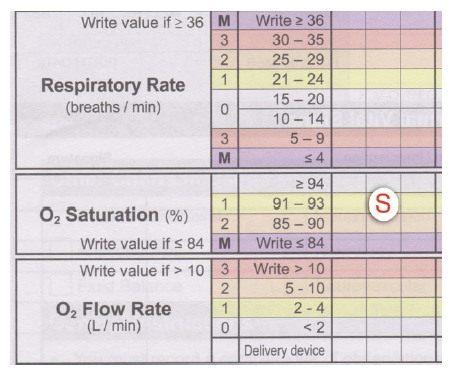 Write value if ≥ 36 M Write ≥ 36
3 30 – 35
2 25 – 29
1 21 – 24
Respiratory Rate
(breaths / min)
0 15 – 20
10 – 14
3 5 – 9
M ≤ 4
≥ 94
1 91 – 93 S
O₂ Saturation (%)
2 85 – 90
Write value if ≤ 84 M Write ≤ 84
Write value if > 10 3 Write > 10
2 5 - 10
O₂ Flow Rate
1 2 - 4
(L / min)
0 < 2
Delivery device